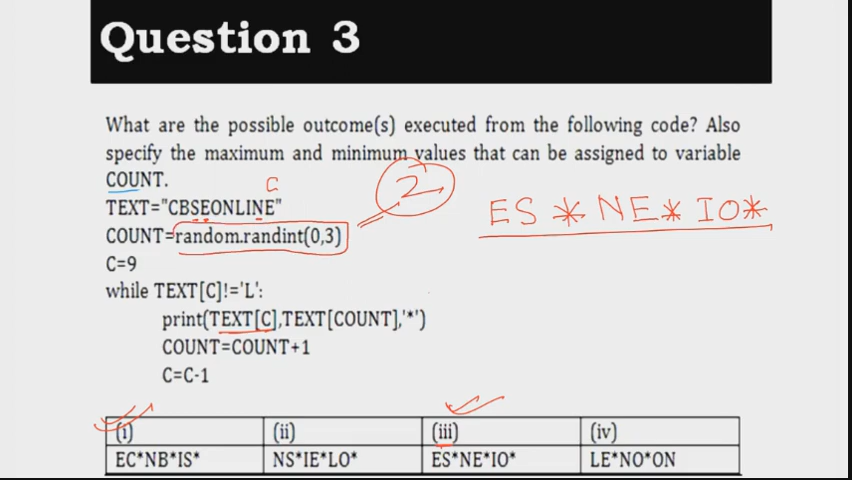 Question 3
What are the possible outcome(s) executed from the following code? Also
specify the maximum and minimum values that can be assigned to variable
COUNT.
C
2
TEXT="CBSEONLINE"
ES * NE* IO*
COUNT=random.randint(0,3)
C=9
while TEXT[C]!='L':
print(TEXT[C],TEXT[COUNT],'*')
COUNT=COUNT+1
C=C-1
(i) (ii) (iii) (iv)
EC*NB*IS* NS*IE*LO* ES*NE*IO* LE*NO*ON